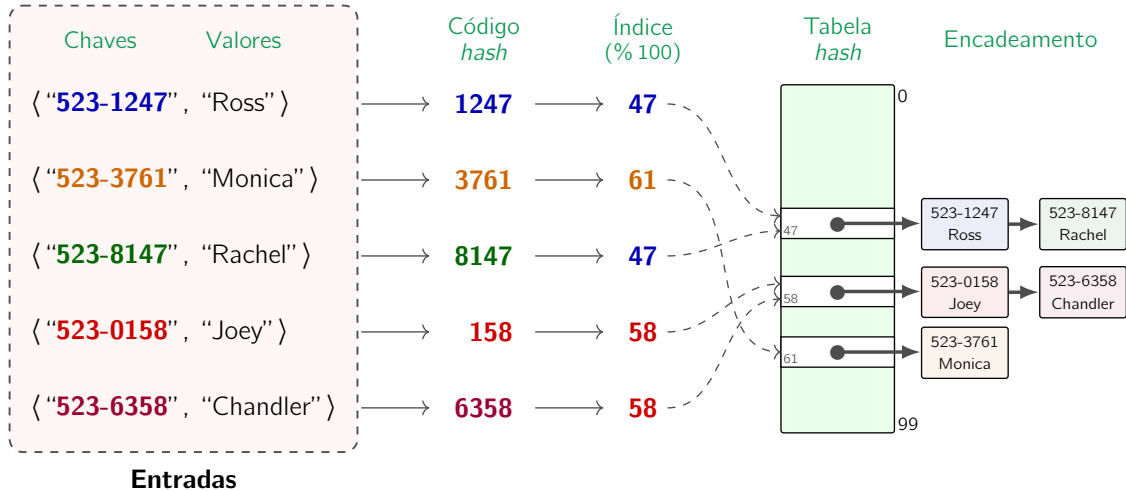 Chaves Valores Código hash Índice (% 100) Tabela hash Encadeamento
⟨ “523-1247”, “Ross” ⟩ 1247 47
⟨ “523-3761”, “Monica” ⟩ 3761 61
⟨ “523-8147”, “Rachel” ⟩ 8147 47
⟨ “523-0158”, “Joey” ⟩ 158 58
⟨ “523-6358”, “Chandler” ⟩ 6358 58
Entradas
0
47
58
61
99
523-1247
Ross
523-8147
Rachel
523-0158
Joey
523-6358
Chandler
523-3761
Monica